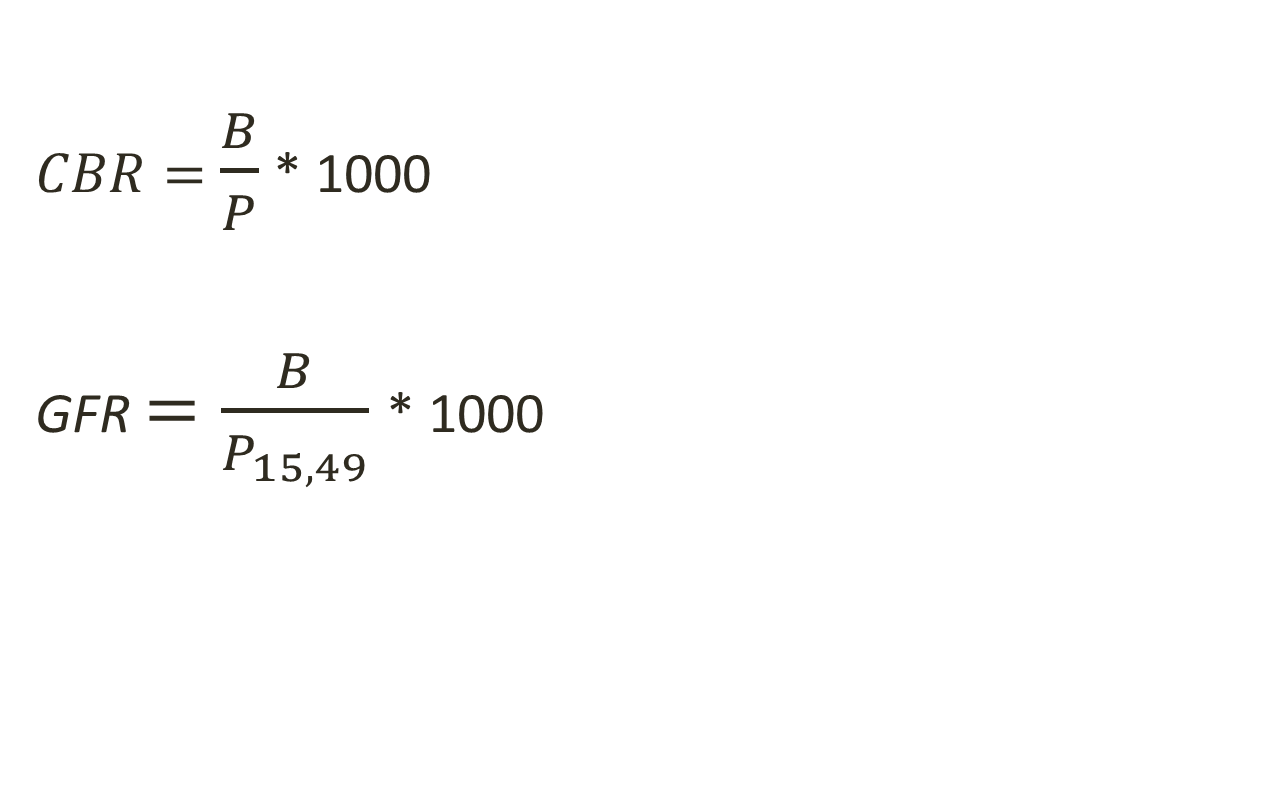 CBR = B/P * 1000
GFR = B/P₁₅,₄₉ * 1000